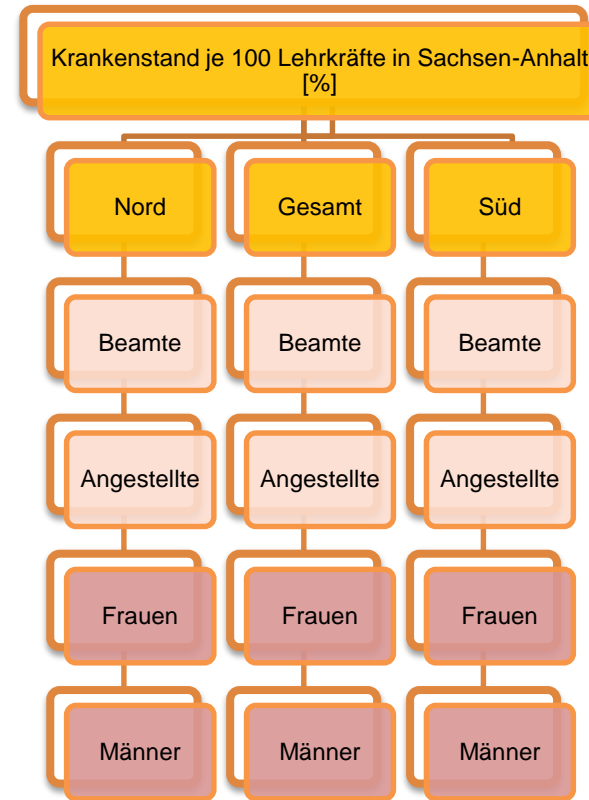 Krankenstand je 100 Lehrkräfte in Sachsen-Anhalt
[%]
Nord
Gesamt
Süd
Beamte
Beamte
Beamte
Angestellte
Angestellte
Angestellte
Frauen
Frauen
Frauen
Männer
Männer
Männer